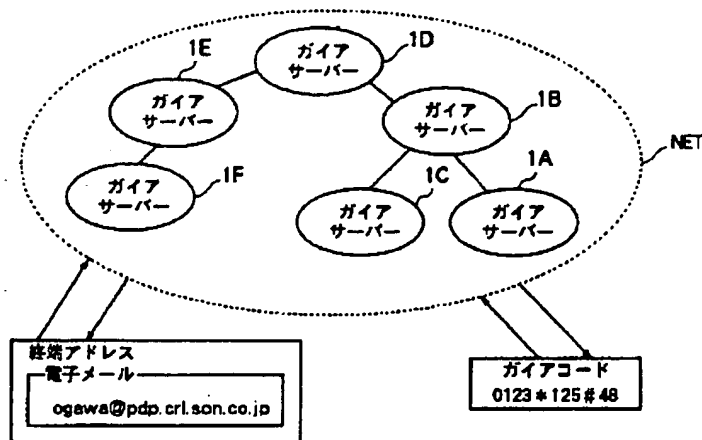 1D
ガイア
サーバー
1E
ガイア
サーバー
1B
ガイア
サーバー
NET
1F
ガイア
サーバー
1C
ガイア
サーバー
1A
ガイア
サーバー
終端アドレス
電子メール
ogawa@pdp.crl.son.co.jp
ガイアコード
0123*125#48